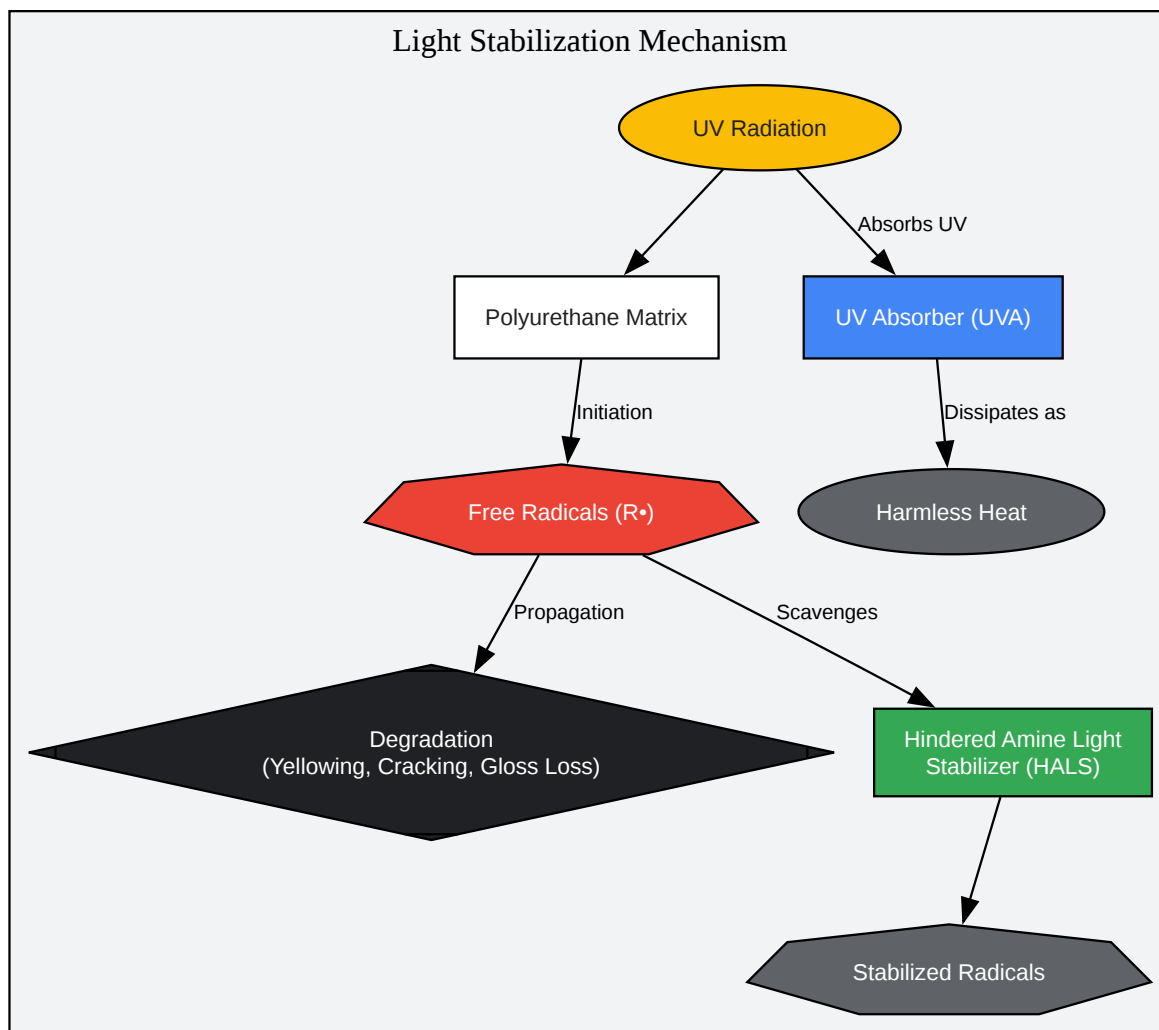 Light Stabilization Mechanism
UV Radiation
Absorbs UV
Polyurethane Matrix
UV Absorber (UVA)
Initiation
Dissipates as
Free Radicals (R•)
Harmless Heat
Propagation
Scavenges
Degradation
(Yellowing, Cracking, Gloss Loss)
Hindered Amine Light
Stabilizer (HALS)
Stabilized Radicals